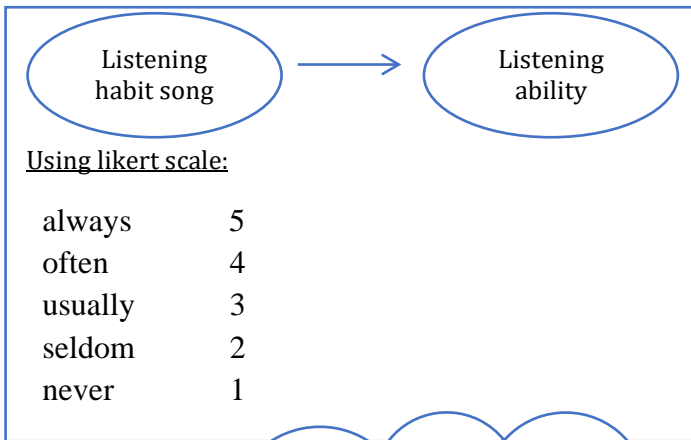 Listening
habit song
Listening
ability
Using likert scale:
always 5
often 4
usually 3
seldom 2
never 1